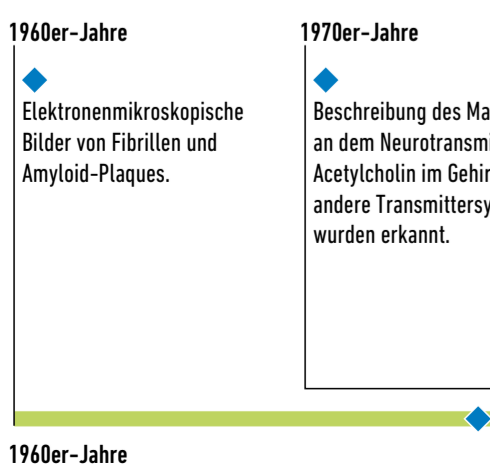 1960er-Jahre
Elektronenmikroskopische
Bilder von Fibrillen und
Amyloid-Plaques.
1970er-Jahre
Beschreibung des
an dem
Acetylcholin im
andere
wurden erkannt.
1960er-Jahre